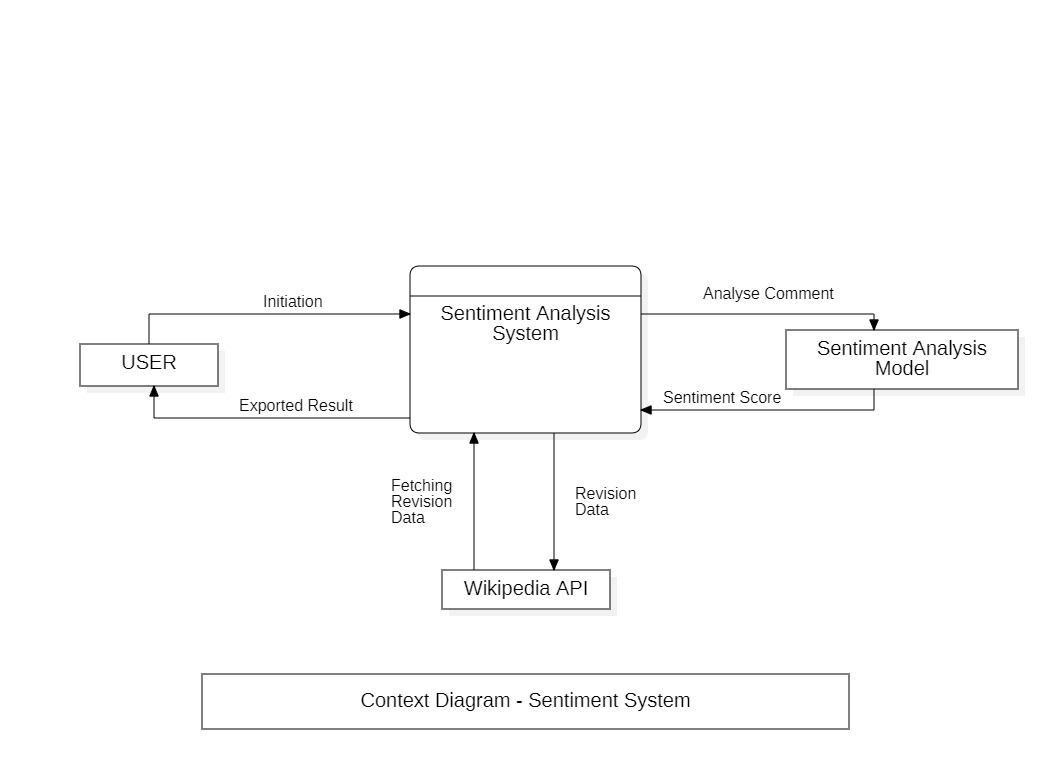 Initiation
Analyse Comment
Sentiment Analysis
System
USER
Sentiment Analysis
Model
Exported Result
Sentiment Score
Fetching
Revision
Data
Revision
Data
Wikipedia API
Context Diagram - Sentiment System